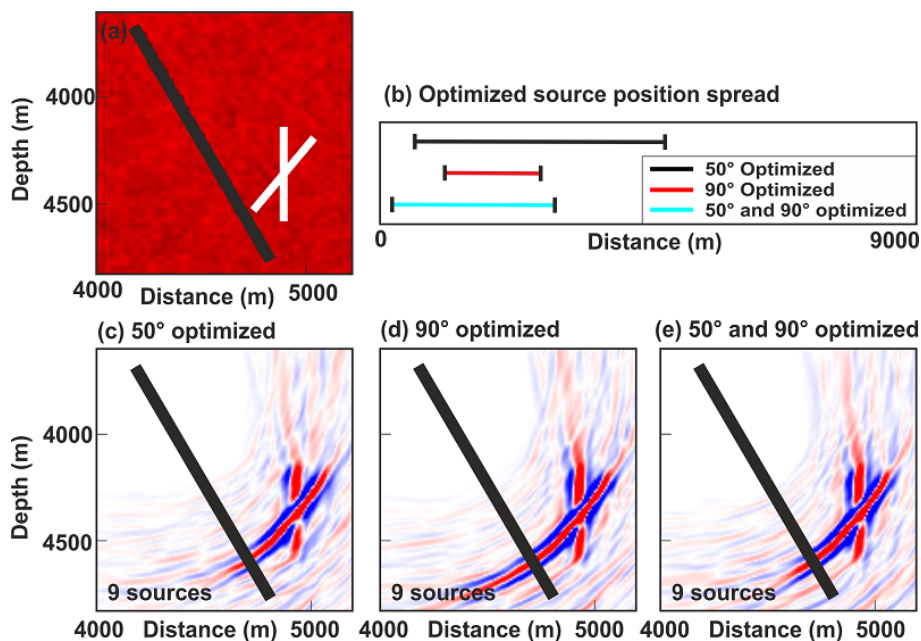 (a)
Depth (m)
4000
4500
4000
5000
Distance (m)
(b) Optimized source position spread
50° Optimized
90° Optimized
50° and 90° optimized
0
9000
Distance (m)
(c) 50° optimized
(d) 90° optimized
(e) 50° and 90° optimized
Depth (m)
4000
4500
9 sources
9 sources
9 sources
4000
5000
4000
5000
4000
5000
Distance (m)
Distance (m)
Distance (m)